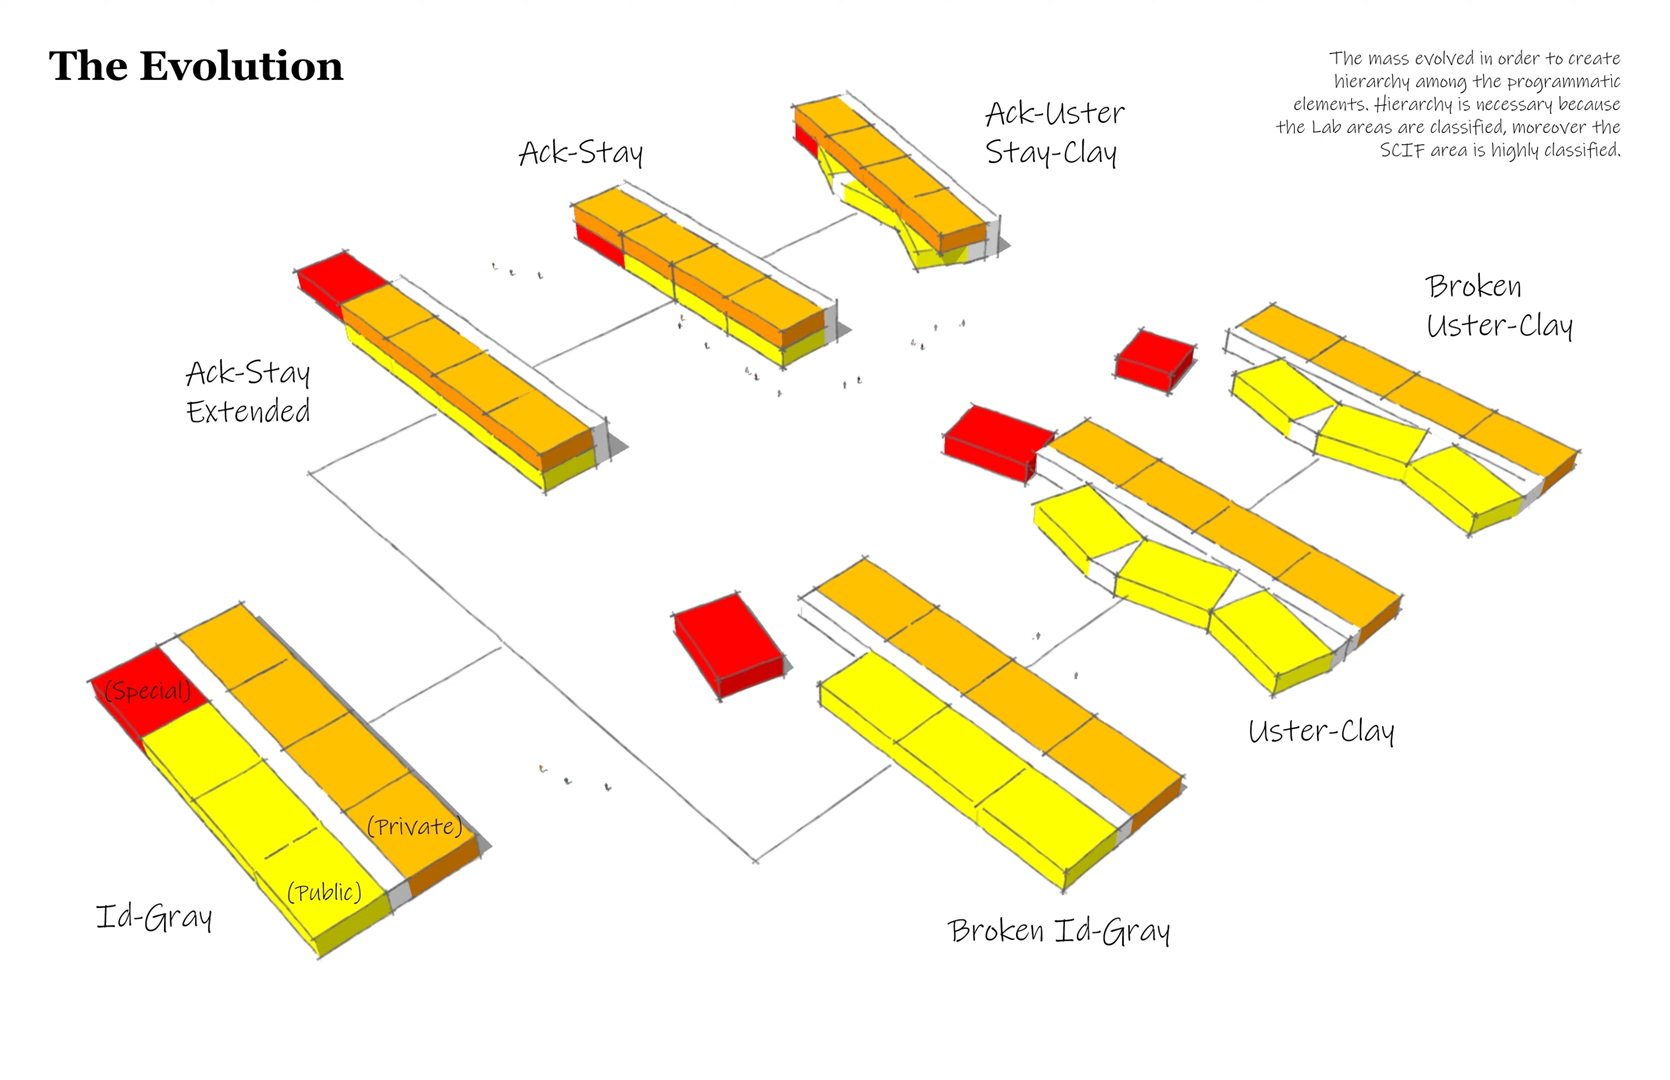 The Evolution
The mass evolved in order to create
hierarchy among the programmatic
elements. Hierarchy is necessary because
the Lab areas are classified, moreover the
SCIF area is highly classified.
Ack-Uster
Stay-Clay
Ack-Stay
Broken
Uster-Clay
Ack-Stay
Extended
(Special)
Uster-Clay
(Private)
(Public)
Id-Gray
Broken Id-Gray